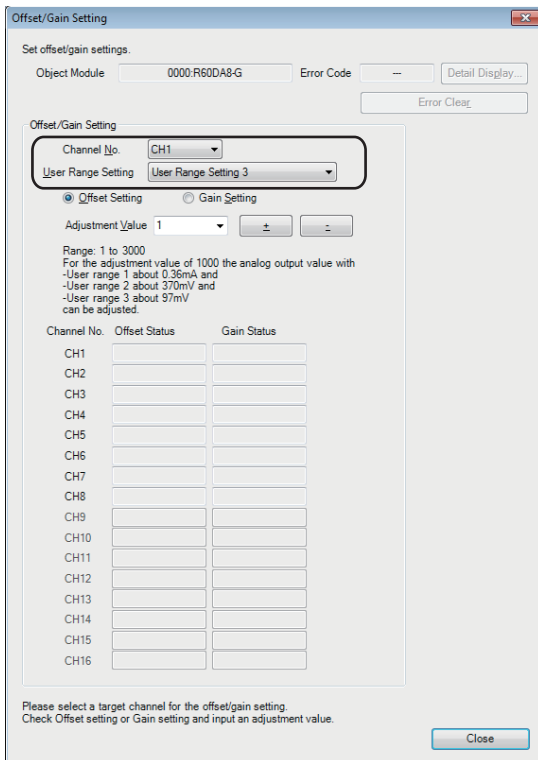 Offset/Gain Setting
Set offset/gain settings.
Object Module 0000:R60DA8-G Error Code --- Detail Display...
Error Clear
Offset/Gain Setting
Channel No. CH1
User Range Setting User Range Setting 3
Offset Setting Gain Setting
Adjustment Value 1 + -
Range: 1 to 3000
For the adjustment value of 1000 the analog output value with
-User range 1 about 0.36mA and
-User range 2 about 370mV and
-User range 3 about 97mV
can be adjusted.
Channel No. Offset Status Gain Status
CH1
CH2
CH3
CH4
CH5
CH6
CH7
CH8
CH9
CH10
CH11
CH12
CH13
CH14
CH15
CH16
Please select a target channel for the offset/gain setting.
Check Offset setting or Gain setting and input an adjustment value.
Close